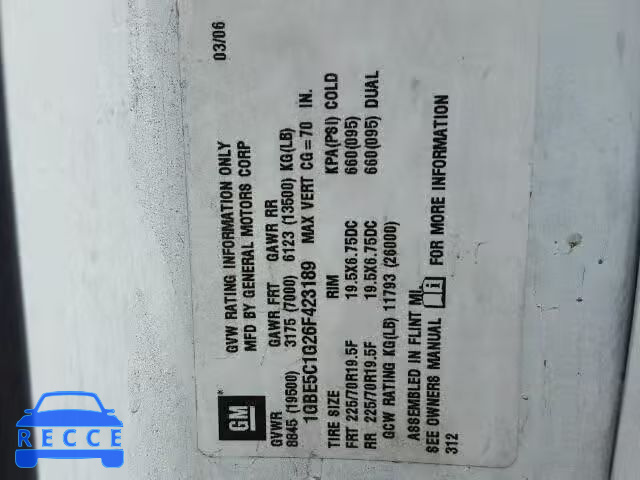 GVW RATING INFORMATION ONLY 03/06
GM MFD BY GENERAL MOTORS CORP
GVWR GAWR FRT GAWR RR
8845 (19500) 3175 (7000) 6123 (13500) KG(LB)
1GBE5C1G26F423189 MAX VERT CG=70 IN.
TIRE SIZE RIM KPA(PSI) COLD
FRT 225/70R19.5F 19.5X6.75DC 660(095)
RR 225/70R19.5F 19.5X6.75DC 660(095) DUAL
GCW RATING KG(LB) 11793 (26000)
ASSEMBLED IN FLINT MI.
SEE OWNERS MANUAL FOR MORE INFORMATION
312
RECCE